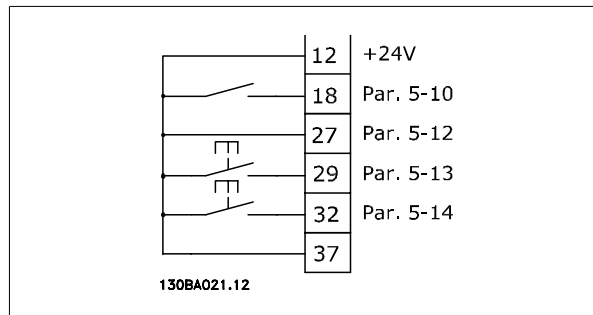 12 +24V
18 Par. 5-10
27 Par. 5-12
29 Par. 5-13
32 Par. 5-14
37
130BA021.12